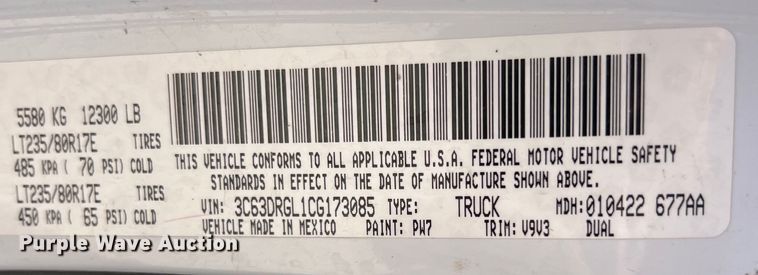 5580 KG 12300 LB
LT235/80R17E TIRES
485 KPA ( 70 PSI) COLD
LT235/80R17E TIRES
450 KPA ( 65 PSI) COLD
THIS VEHICLE CONFORMS TO ALL APPLICABLE U.S.A. FEDERAL MOTOR VEHICLE SAFETY
STANDARDS IN EFFECT ON THE DATE OF MANUFACTURE SHOWN ABOVE.
VIN: 3C63DRGL1CG173085 TYPE: TRUCK MDH:010422 677AA
VEHICLE MADE IN MEXICO PAINT: PW7 TRIM: V9V3 DUAL
Purple Wave Auction
Purple Wave Auction